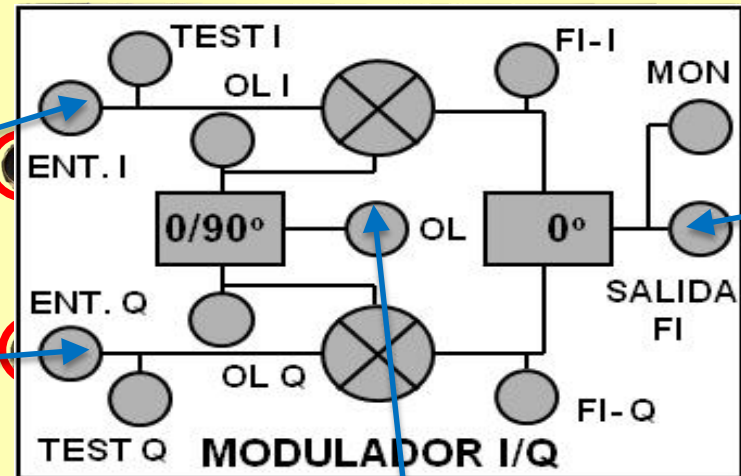 TEST I
FI-I
MON
OL I
ENT. I
0/90º
OL
0º
SALIDA
FI
ENT. Q
OL Q
FI-Q
TEST Q
MODULADOR I/Q